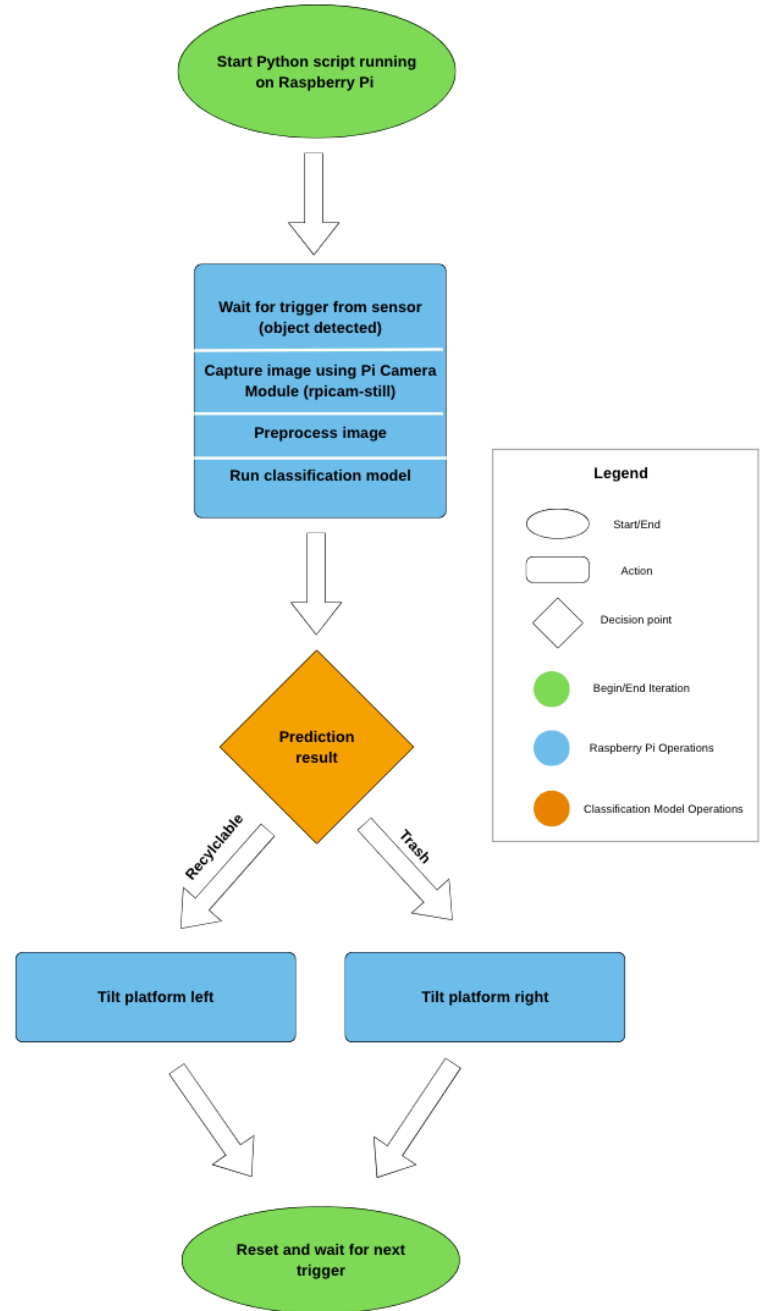 Start Python script running
on Raspberry Pi
Wait for trigger from sensor
(object detected)
Capture image using Pi Camera
Module (rpicam-still)
Preprocess image
Run classification model
Legend
Start/End
Action
Decision point
Begin/End Iteration
Raspberry Pi Operations
Classification Model Operations
Prediction
result
Recylclable
Trash
Tilt platform left
Tilt platform right
Reset and wait for next
trigger